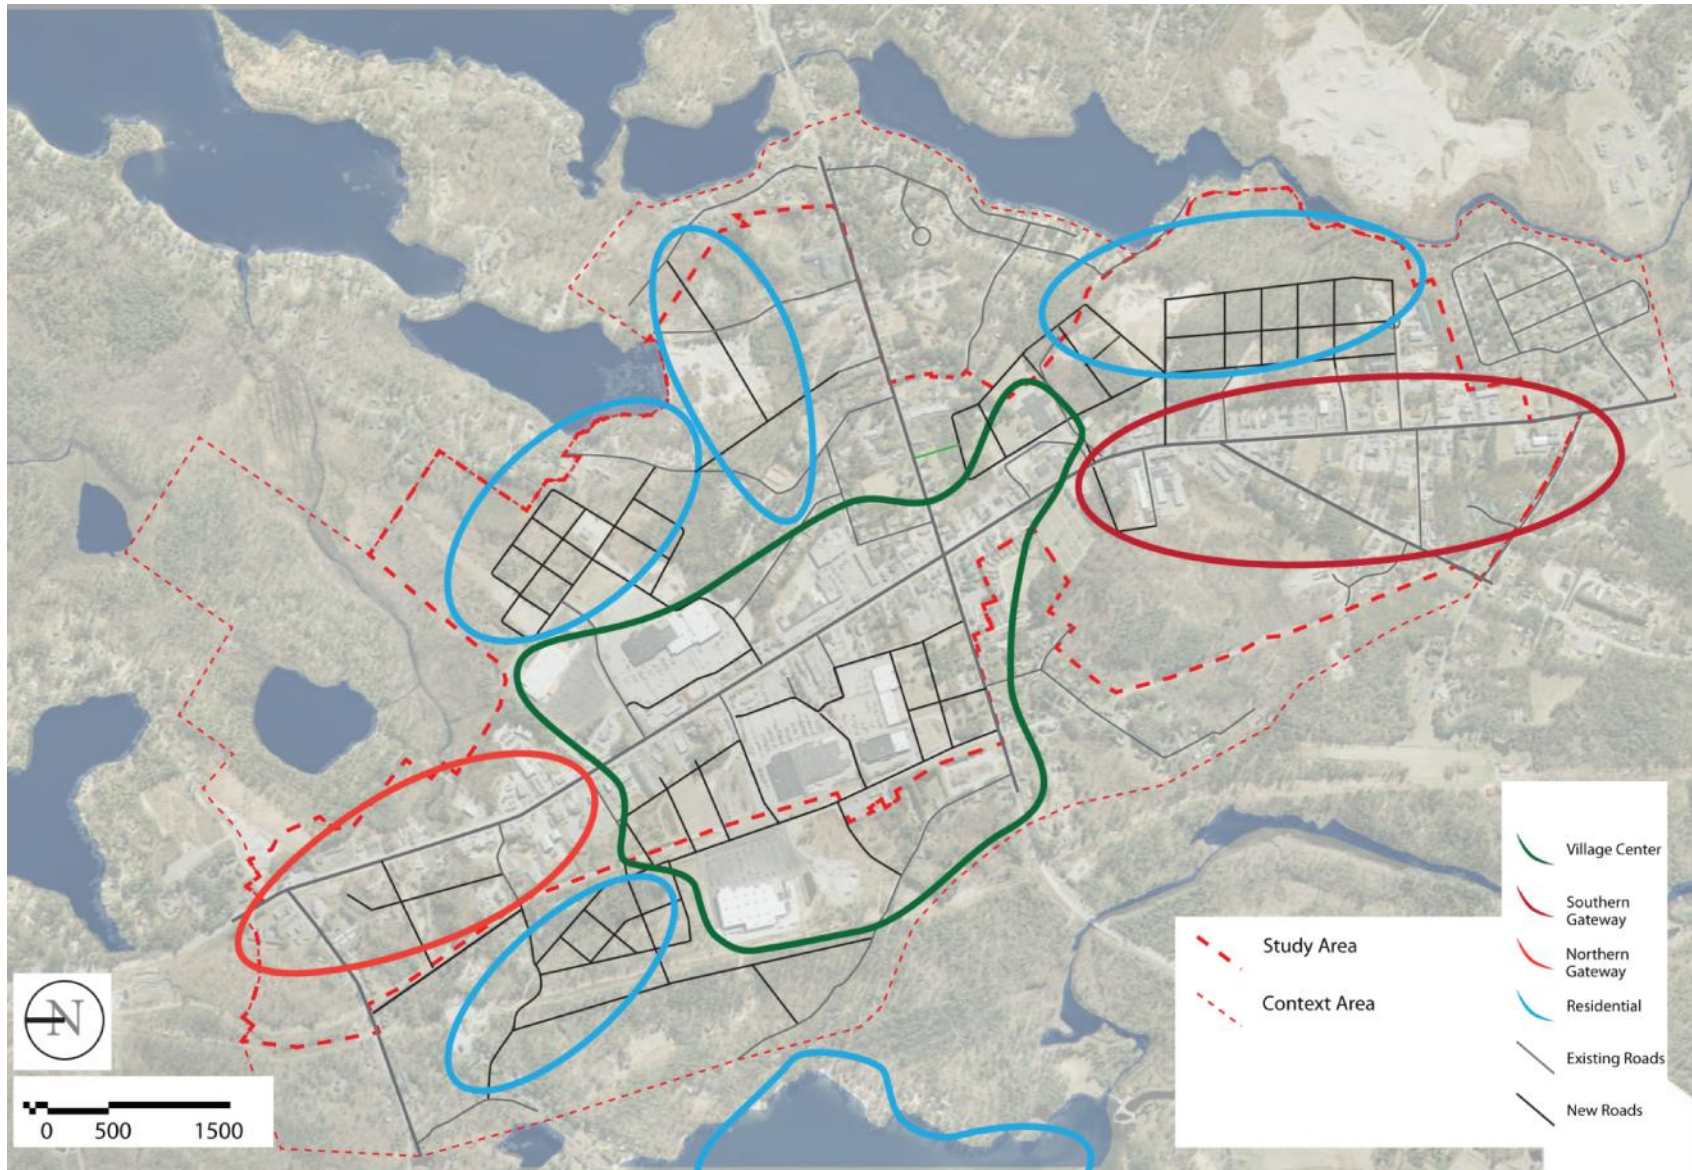 Village Center
Southern
Gateway
Northern
Gateway
Residential
Existing Roads
New Roads
Study Area
Context Area
N
0 500 1500